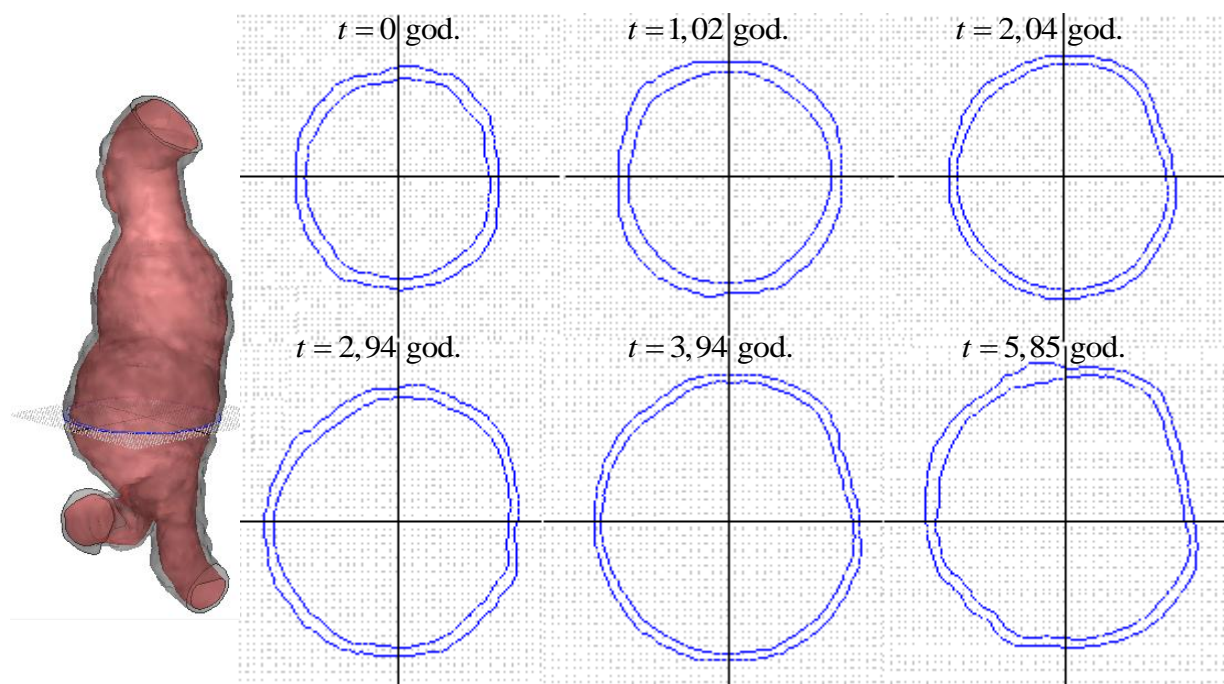 t = 0 god.
t = 1,02 god.
t = 2,04 god.
t = 2,94 god.
t = 3,94 god.
t = 5,85 god.